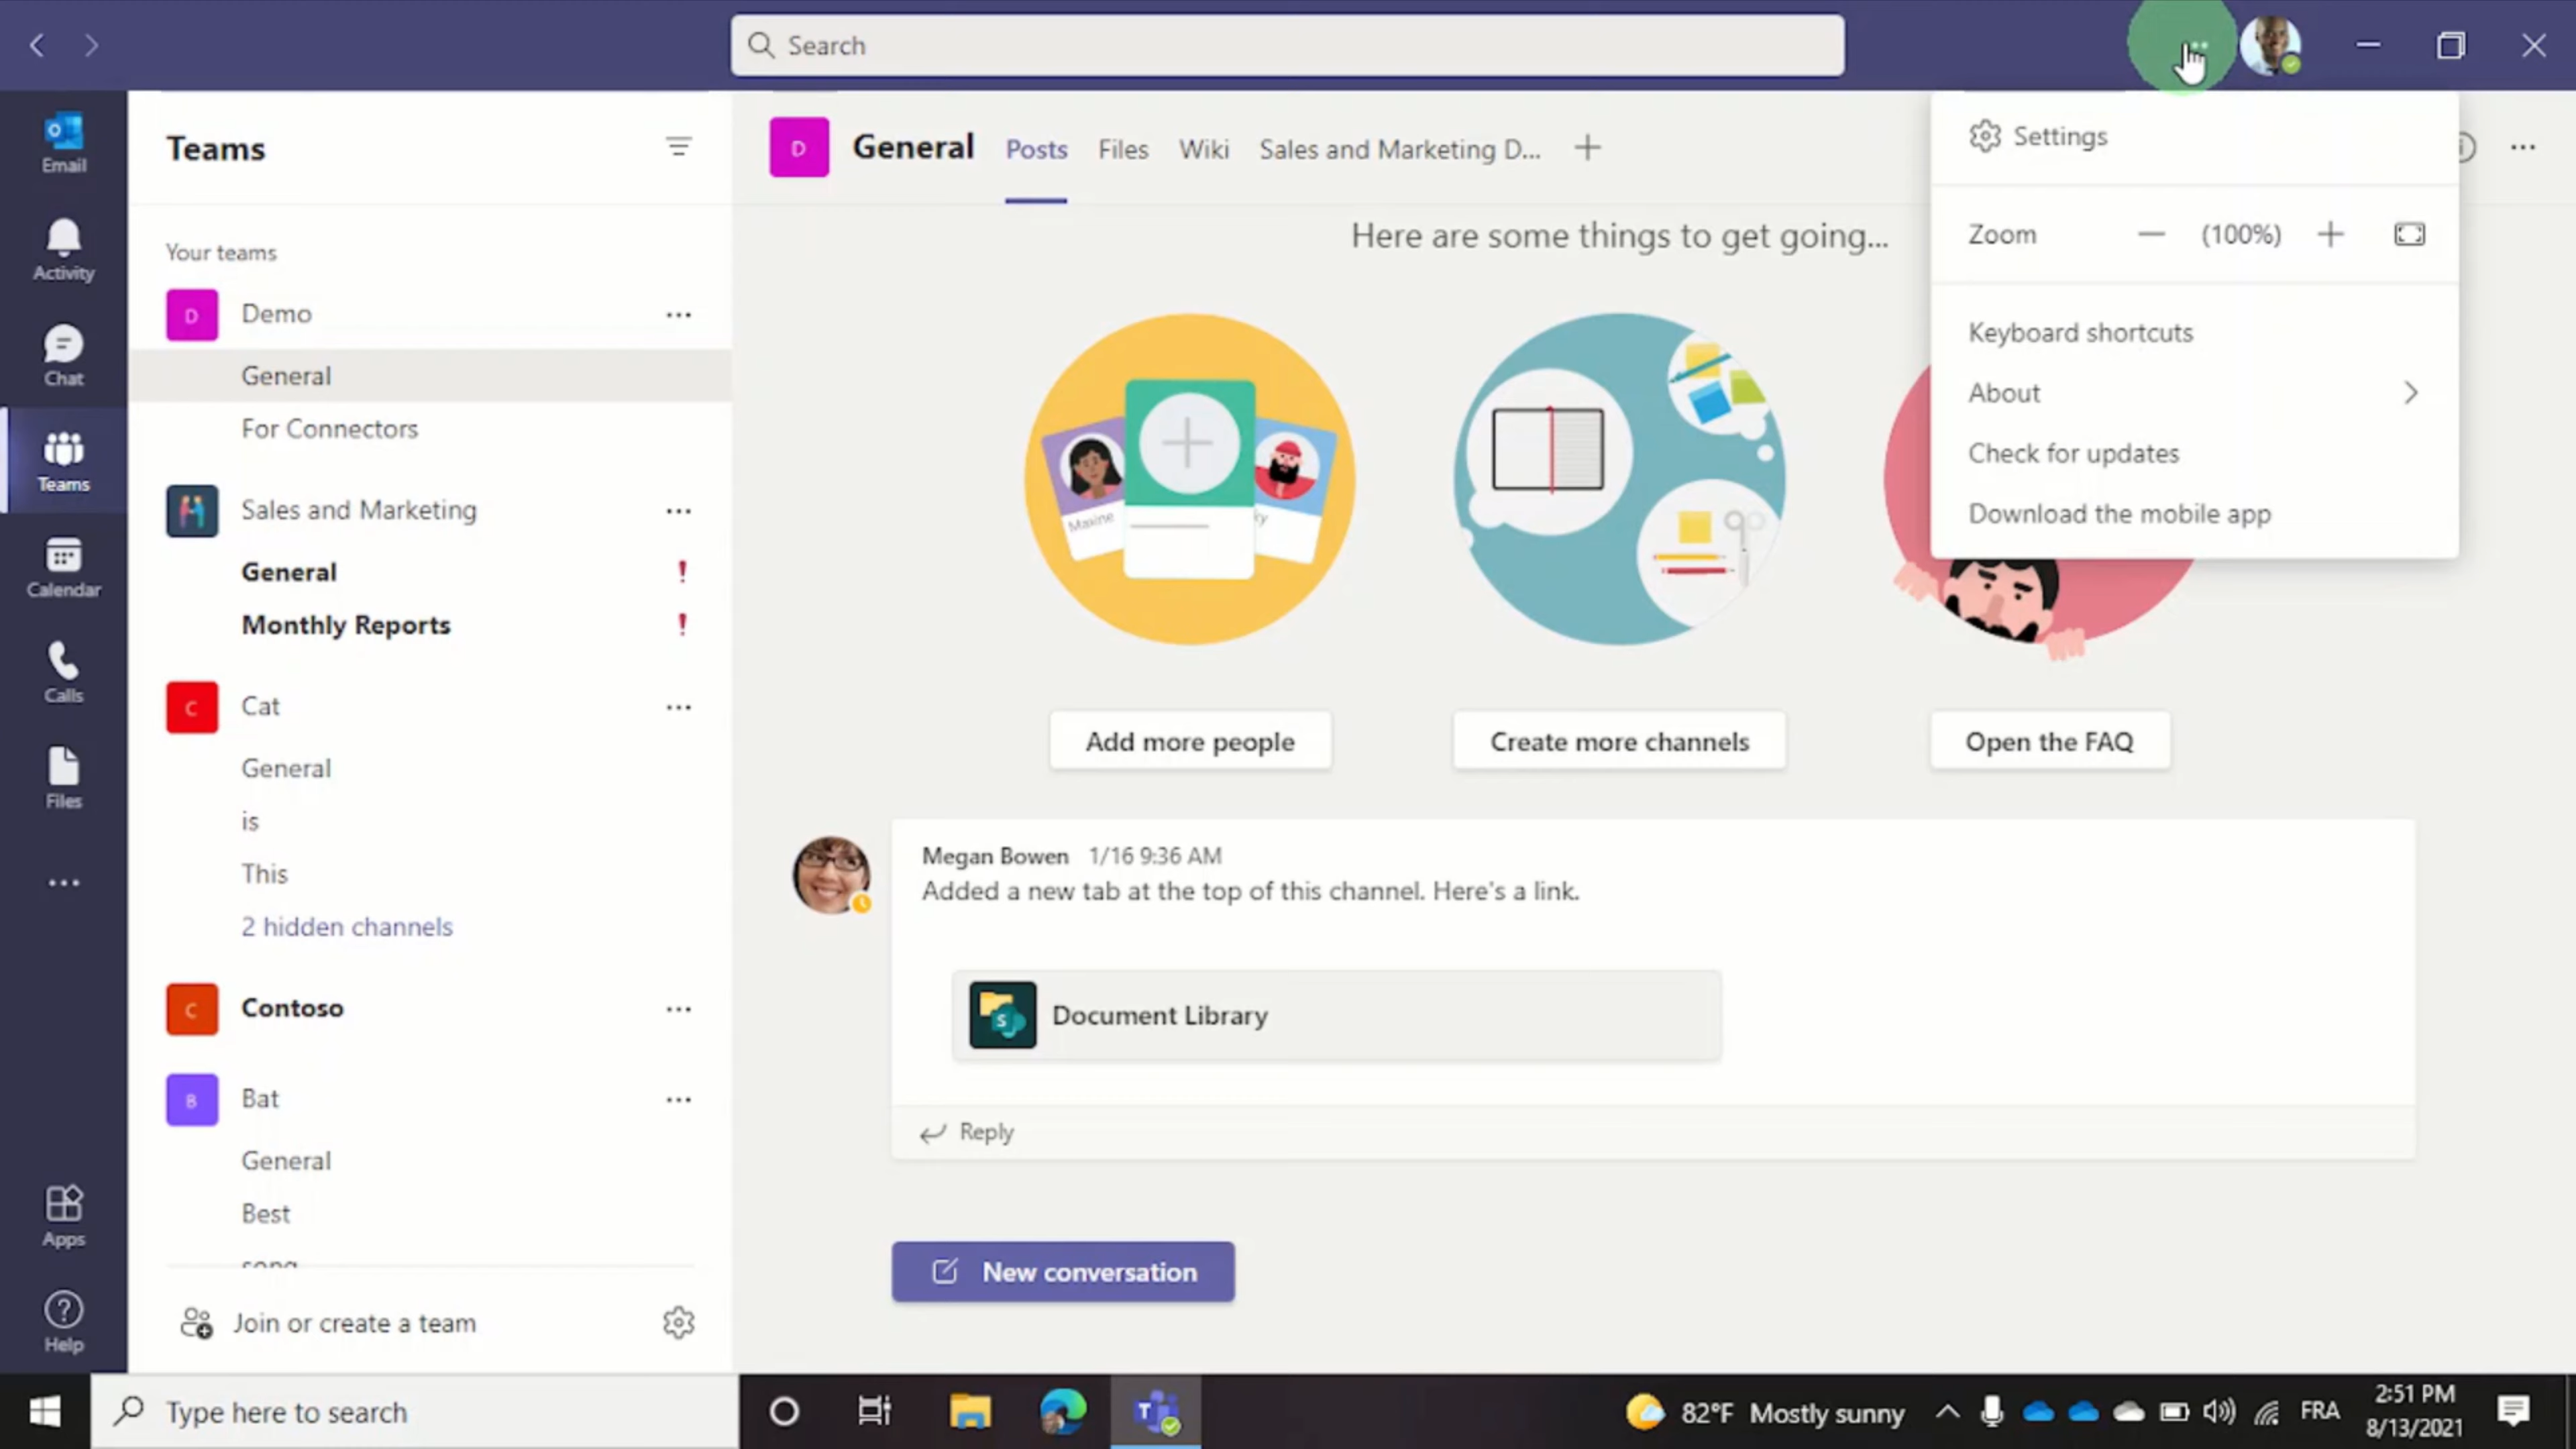 Search
Email
Activity
Chat
Teams
Calendar
Calls
Files
Apps
Help
Teams
Your teams
D
Demo
General
For Connectors
Sales and Marketing
General
Monthly Reports
C
Cat
General
is
This
2 hidden channels
C
Contoso
B
Bat
General
Best
song
Join or create a team
D
General
Posts
Files
Wiki
Sales and Marketing D...
Here are some things to get going...
Maxine
Add more people
Create more channels
Open the FAQ
Megan Bowen 1/16 9:36 AM
Added a new tab at the top of this channel. Here's a link.
S
Document Library
Reply
New conversation
Settings
Zoom
(100%)
Keyboard shortcuts
About
Check for updates
Download the mobile app
Type here to search
T
82°F Mostly sunny
FRA
2:51 PM
8/13/2021